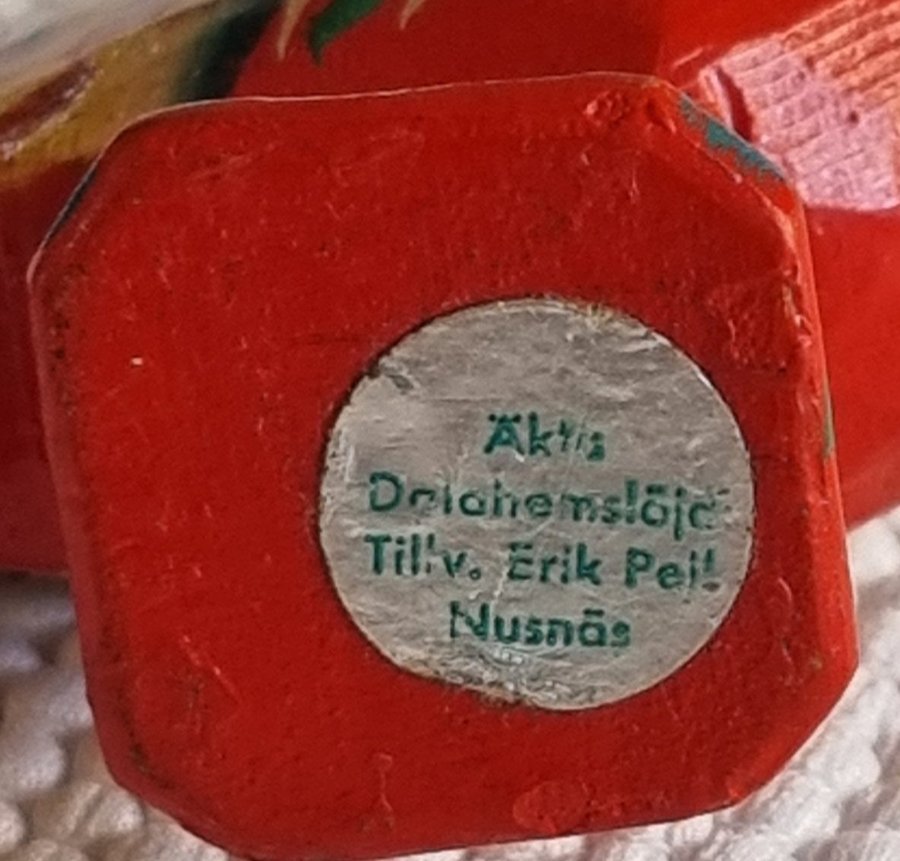 Äkta
Dalahemslöjd
Tillv. Erik Pell
Nusnäs